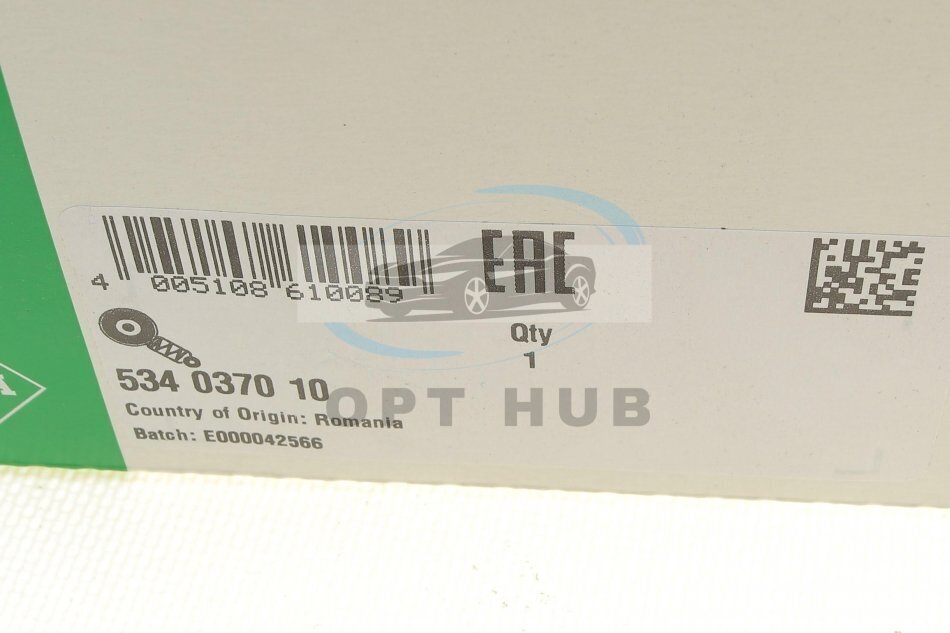 EAC
4 005108 610089
Qty
1
534 0370 10
Country of Origin: Romania
Batch: E000042566
OPT HUB